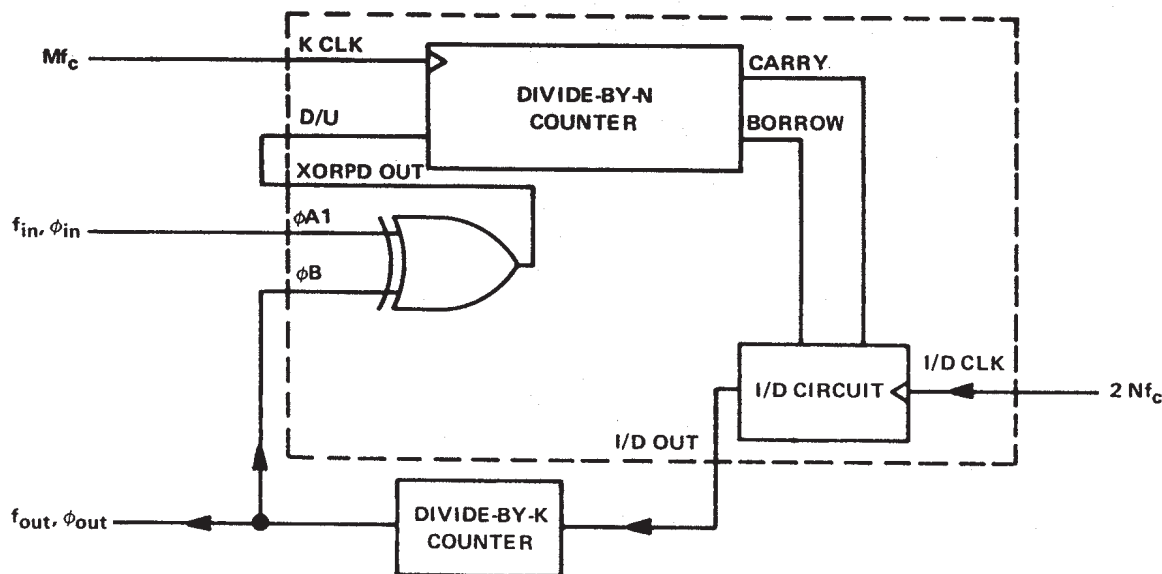 K CLK
Mfc
CARRY
DIVIDE-BY-N
COUNTER
D/U
BORROW
XORPD OUT
fin, ϕin
ϕA1
ϕB
I/D CLK
I/D CIRCUIT
2 Nfc
I/D OUT
fout, ϕout
DIVIDE-BY-K
COUNTER